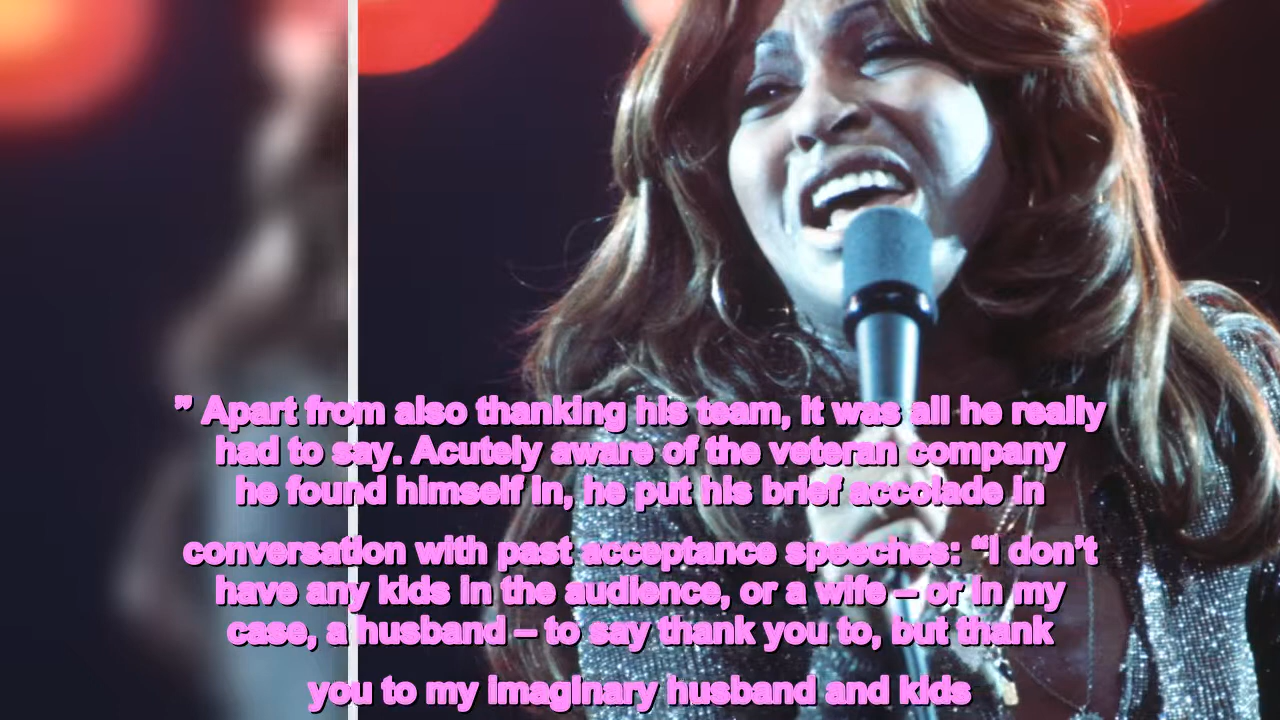 ” Apart from also thanking his team, it was all he really
had to say. Acutely aware of the veteran company
he found himself in, he put his brief accolade in
conversation with past acceptance speeches: “I don’t
have any kids in the audience, or a wife – or in my
case, a husband – to say thank you to, but thank
you to my imaginary husband and kids